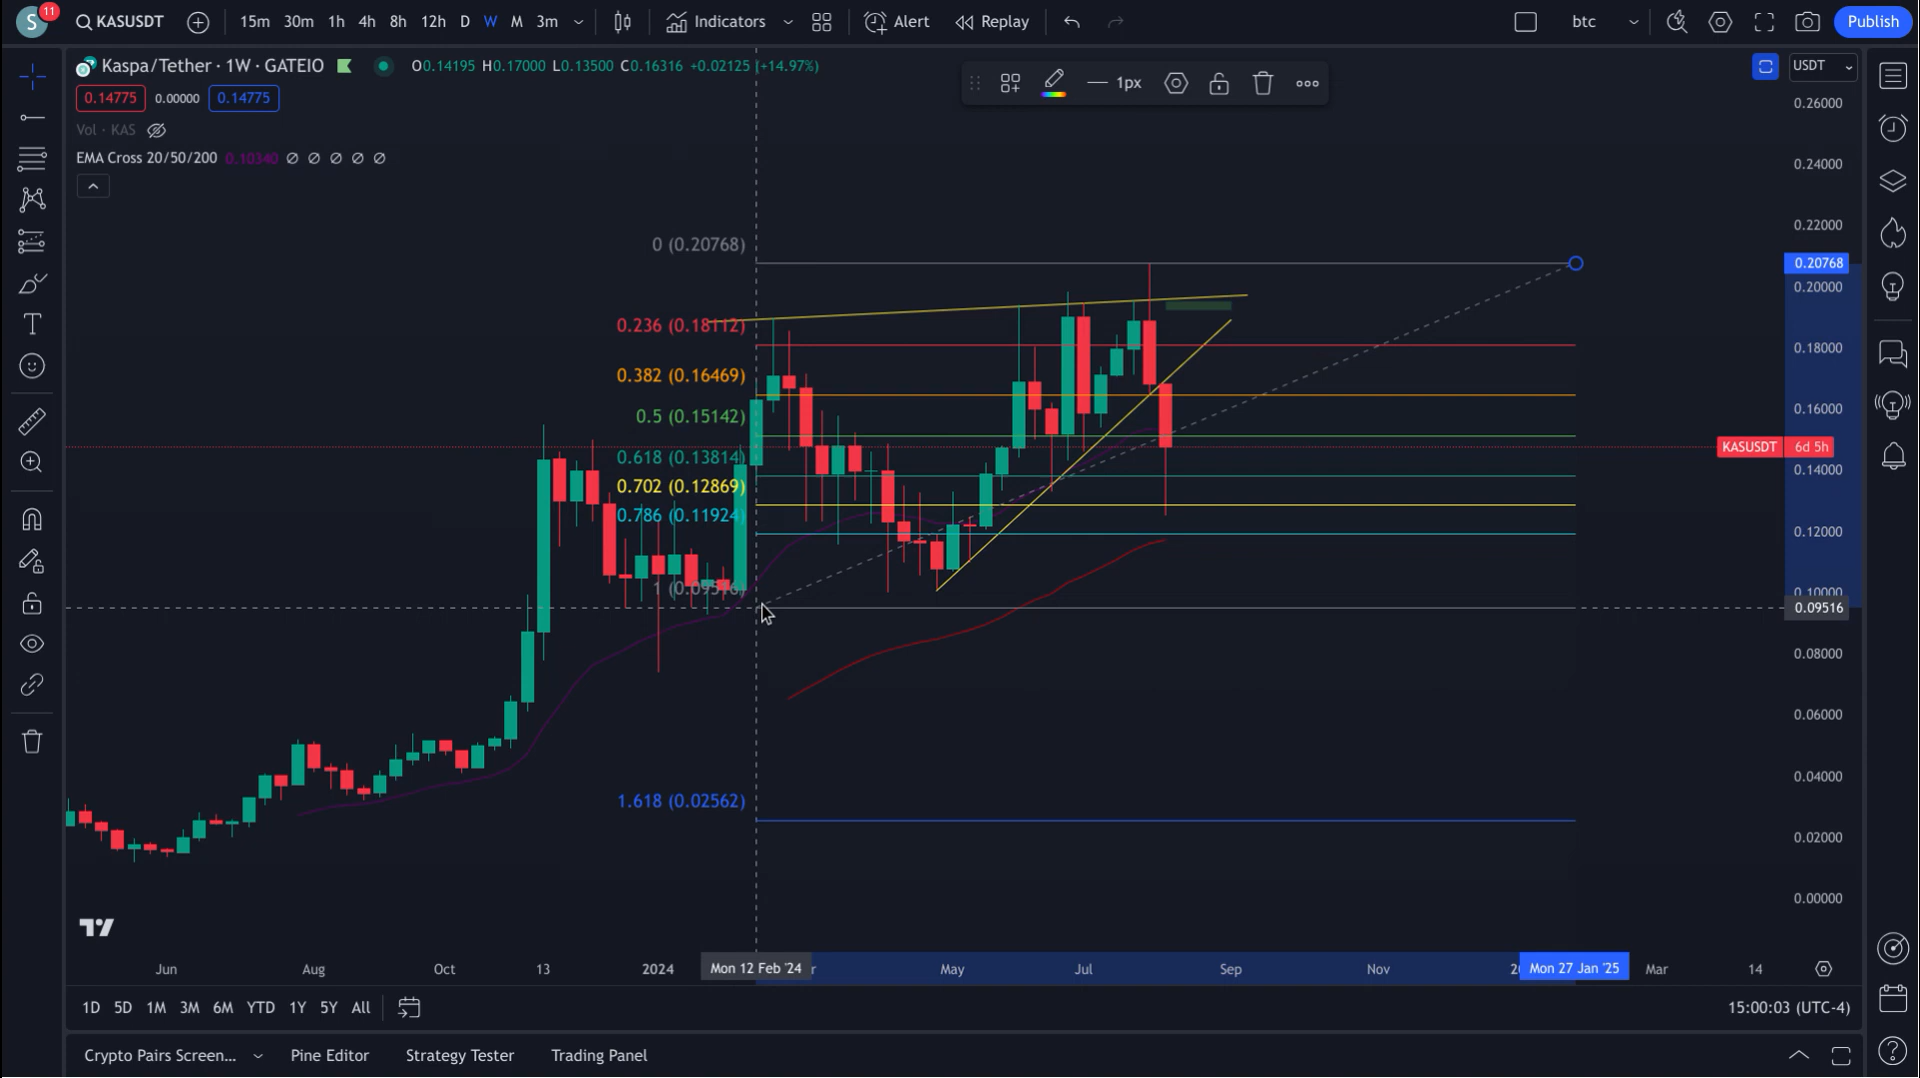 S 11 KASUSDT 15m 30m 1h 4h 8h 12h D W M 3m Indicators Alert Replay btc Publish
Kaspa/Tether · 1W · GATEIO O0.14195 H0.17000 L0.13500 C0.16316 +0.02125 (+14.97%)
1px
USDT
0.14775 0.00000 0.14775
Vol · KAS
EMA Cross 20/50/200 0.10340 ∅ ∅ ∅ ∅ ∅
0.26000
0.24000
0.22000
0 (0.20768)
0.20768
0.20000
0.236 (0.18112)
0.18000
0.382 (0.16469)
0.16000
0.5 (0.15142)
KASUSDT 6d 5h
0.618 (0.13814)
0.14000
0.702 (0.12869)
0.786 (0.11924)
0.12000
1 (0.09516)
0.10000
0.09516
0.08000
0.06000
0.04000
1.618 (0.02562)
0.02000
0.00000
Jun Aug Oct 13 2024 Mon 12 Feb '24 May Jul Sep Nov Mon 27 Jan '25 Mar 14
1D 5D 1M 3M 6M YTD 1Y 5Y All 15:00:03 (UTC-4)
Crypto Pairs Screen... Pine Editor Strategy Tester Trading Panel